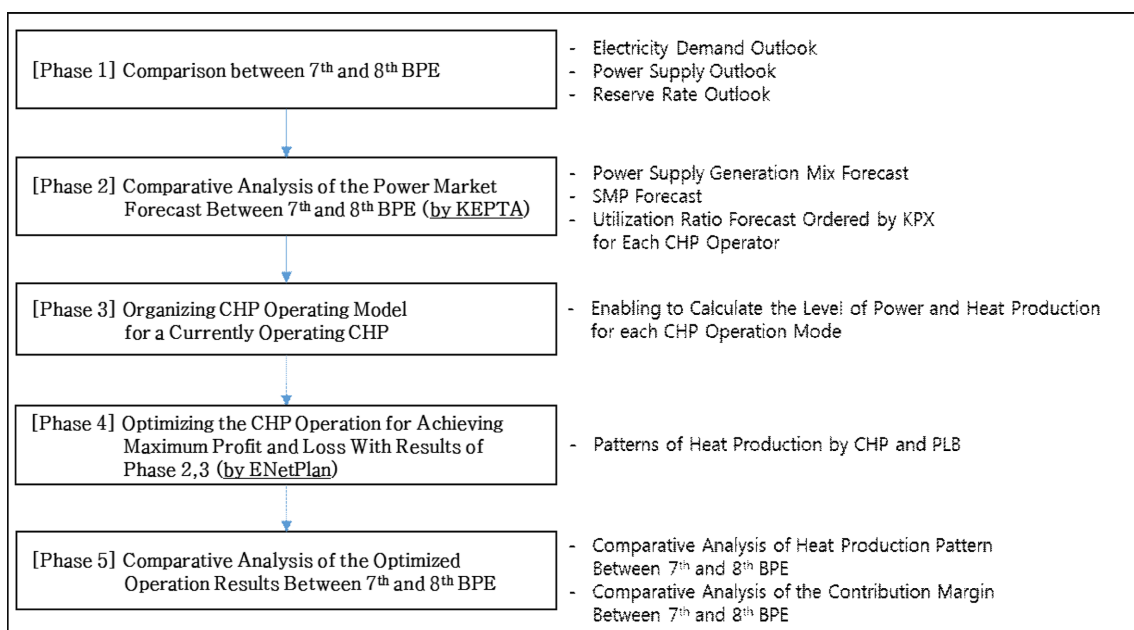 [Phase 1] Comparison between 7th and 8th BPE
- Electricity Demand Outlook
- Power Supply Outlook
- Reserve Rate Outlook
[Phase 2] Comparative Analysis of the Power Market
Forecast Between 7th and 8th BPE (by KEPTA)
- Power Supply Generation Mix Forecast
- SMP Forecast
- Utilization Ratio Forecast Ordered by KPX
for Each CHP Operator
[Phase 3] Organizing CHP Operating Model
for a Currently Operating CHP
- Enabling to Calculate the Level of Power and Heat Production
for each CHP Operation Mode
[Phase 4] Optimizing the CHP Operation for Achieving
Maximum Profit and Loss With Results of
Phase 2,3 (by ENetPlan)
- Patterns of Heat Production by CHP and PLB
[Phase 5] Comparative Analysis of the Optimized
Operation Results Between 7th and 8th BPE
- Comparative Analysis of Heat Production Pattern
Between 7th and 8th BPE
- Comparative Analysis of the Contribution Margin
Between 7th and 8th BPE